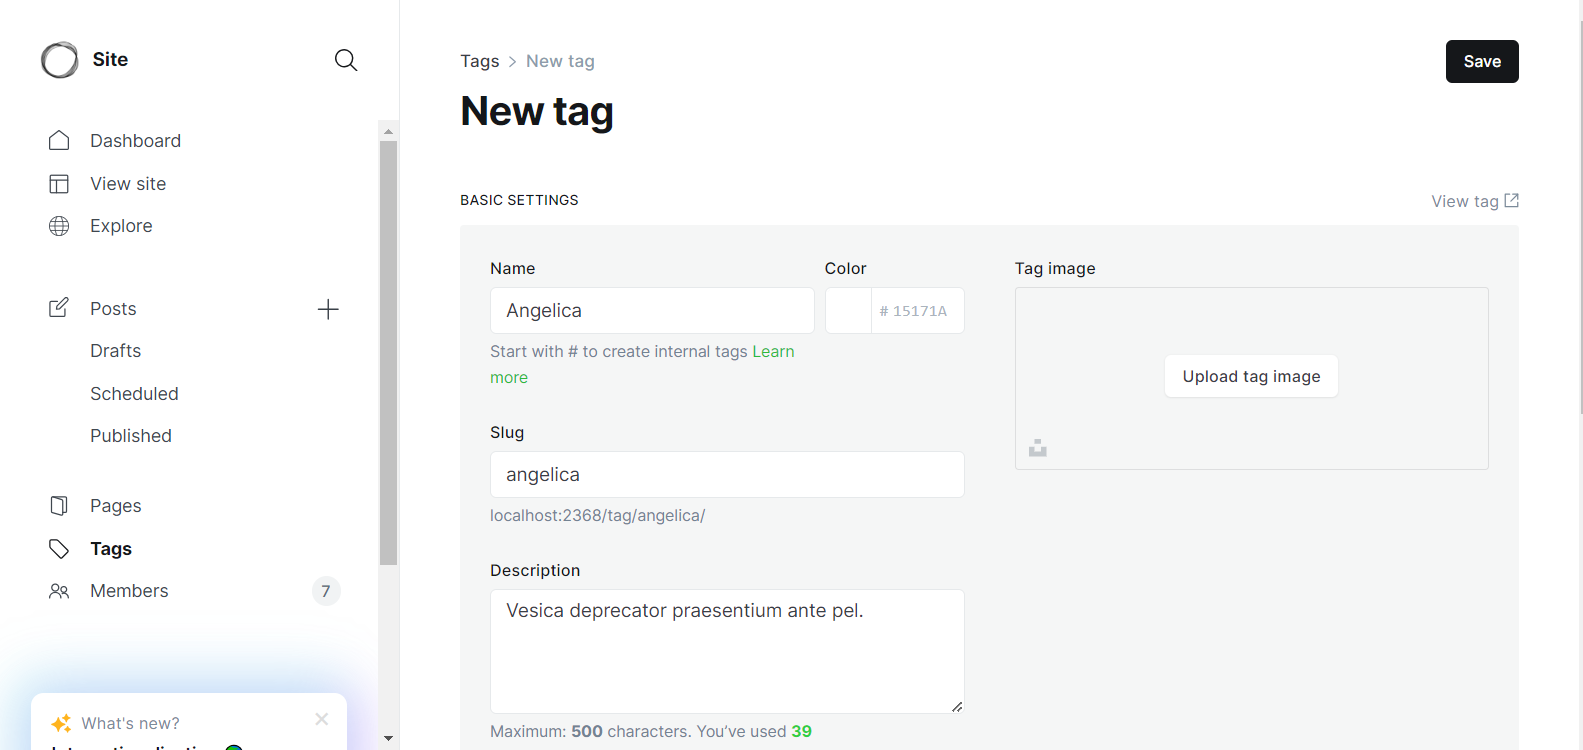 Site
Dashboard
View site
Explore
Posts
Drafts
Scheduled
Published
Pages
Tags
Members
7
What's new?
Tags > New tag
Save
New tag
BASIC SETTINGS
View tag
Name
Angelica
Start with # to create internal tags Learn
more
Color
# 15171A
Slug
angelica
localhost:2368/tag/angelica/
Description
Vesica deprecator praesentium ante pel.
Maximum: 500 characters. You’ve used 39
Tag image
Upload tag image